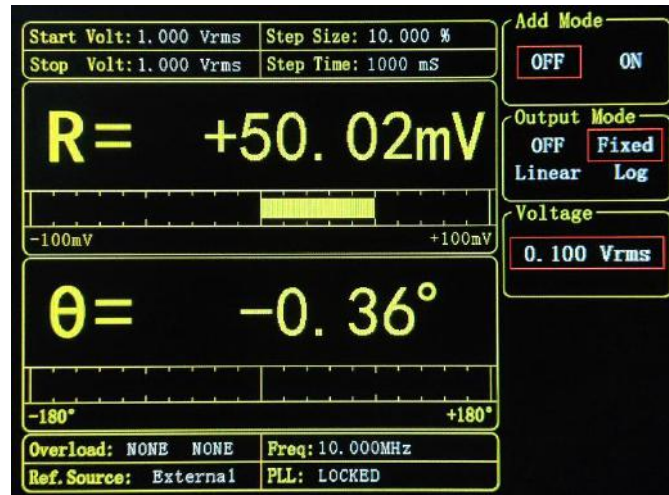 Start Volt: 1.000 Vrms Step Size: 10.000 %
Stop Volt: 1.000 Vrms Step Time: 1000 mS
R= +50.02mV
-100mV +100mV
θ= -0.36°
-180° +180°
Overload: NONE NONE Freq: 10.000MHz
Ref.Source: External PLL: LOCKED
Add Mode
OFF ON
Output Mode
OFF Fixed
Linear Log
Voltage
0.100 Vrms